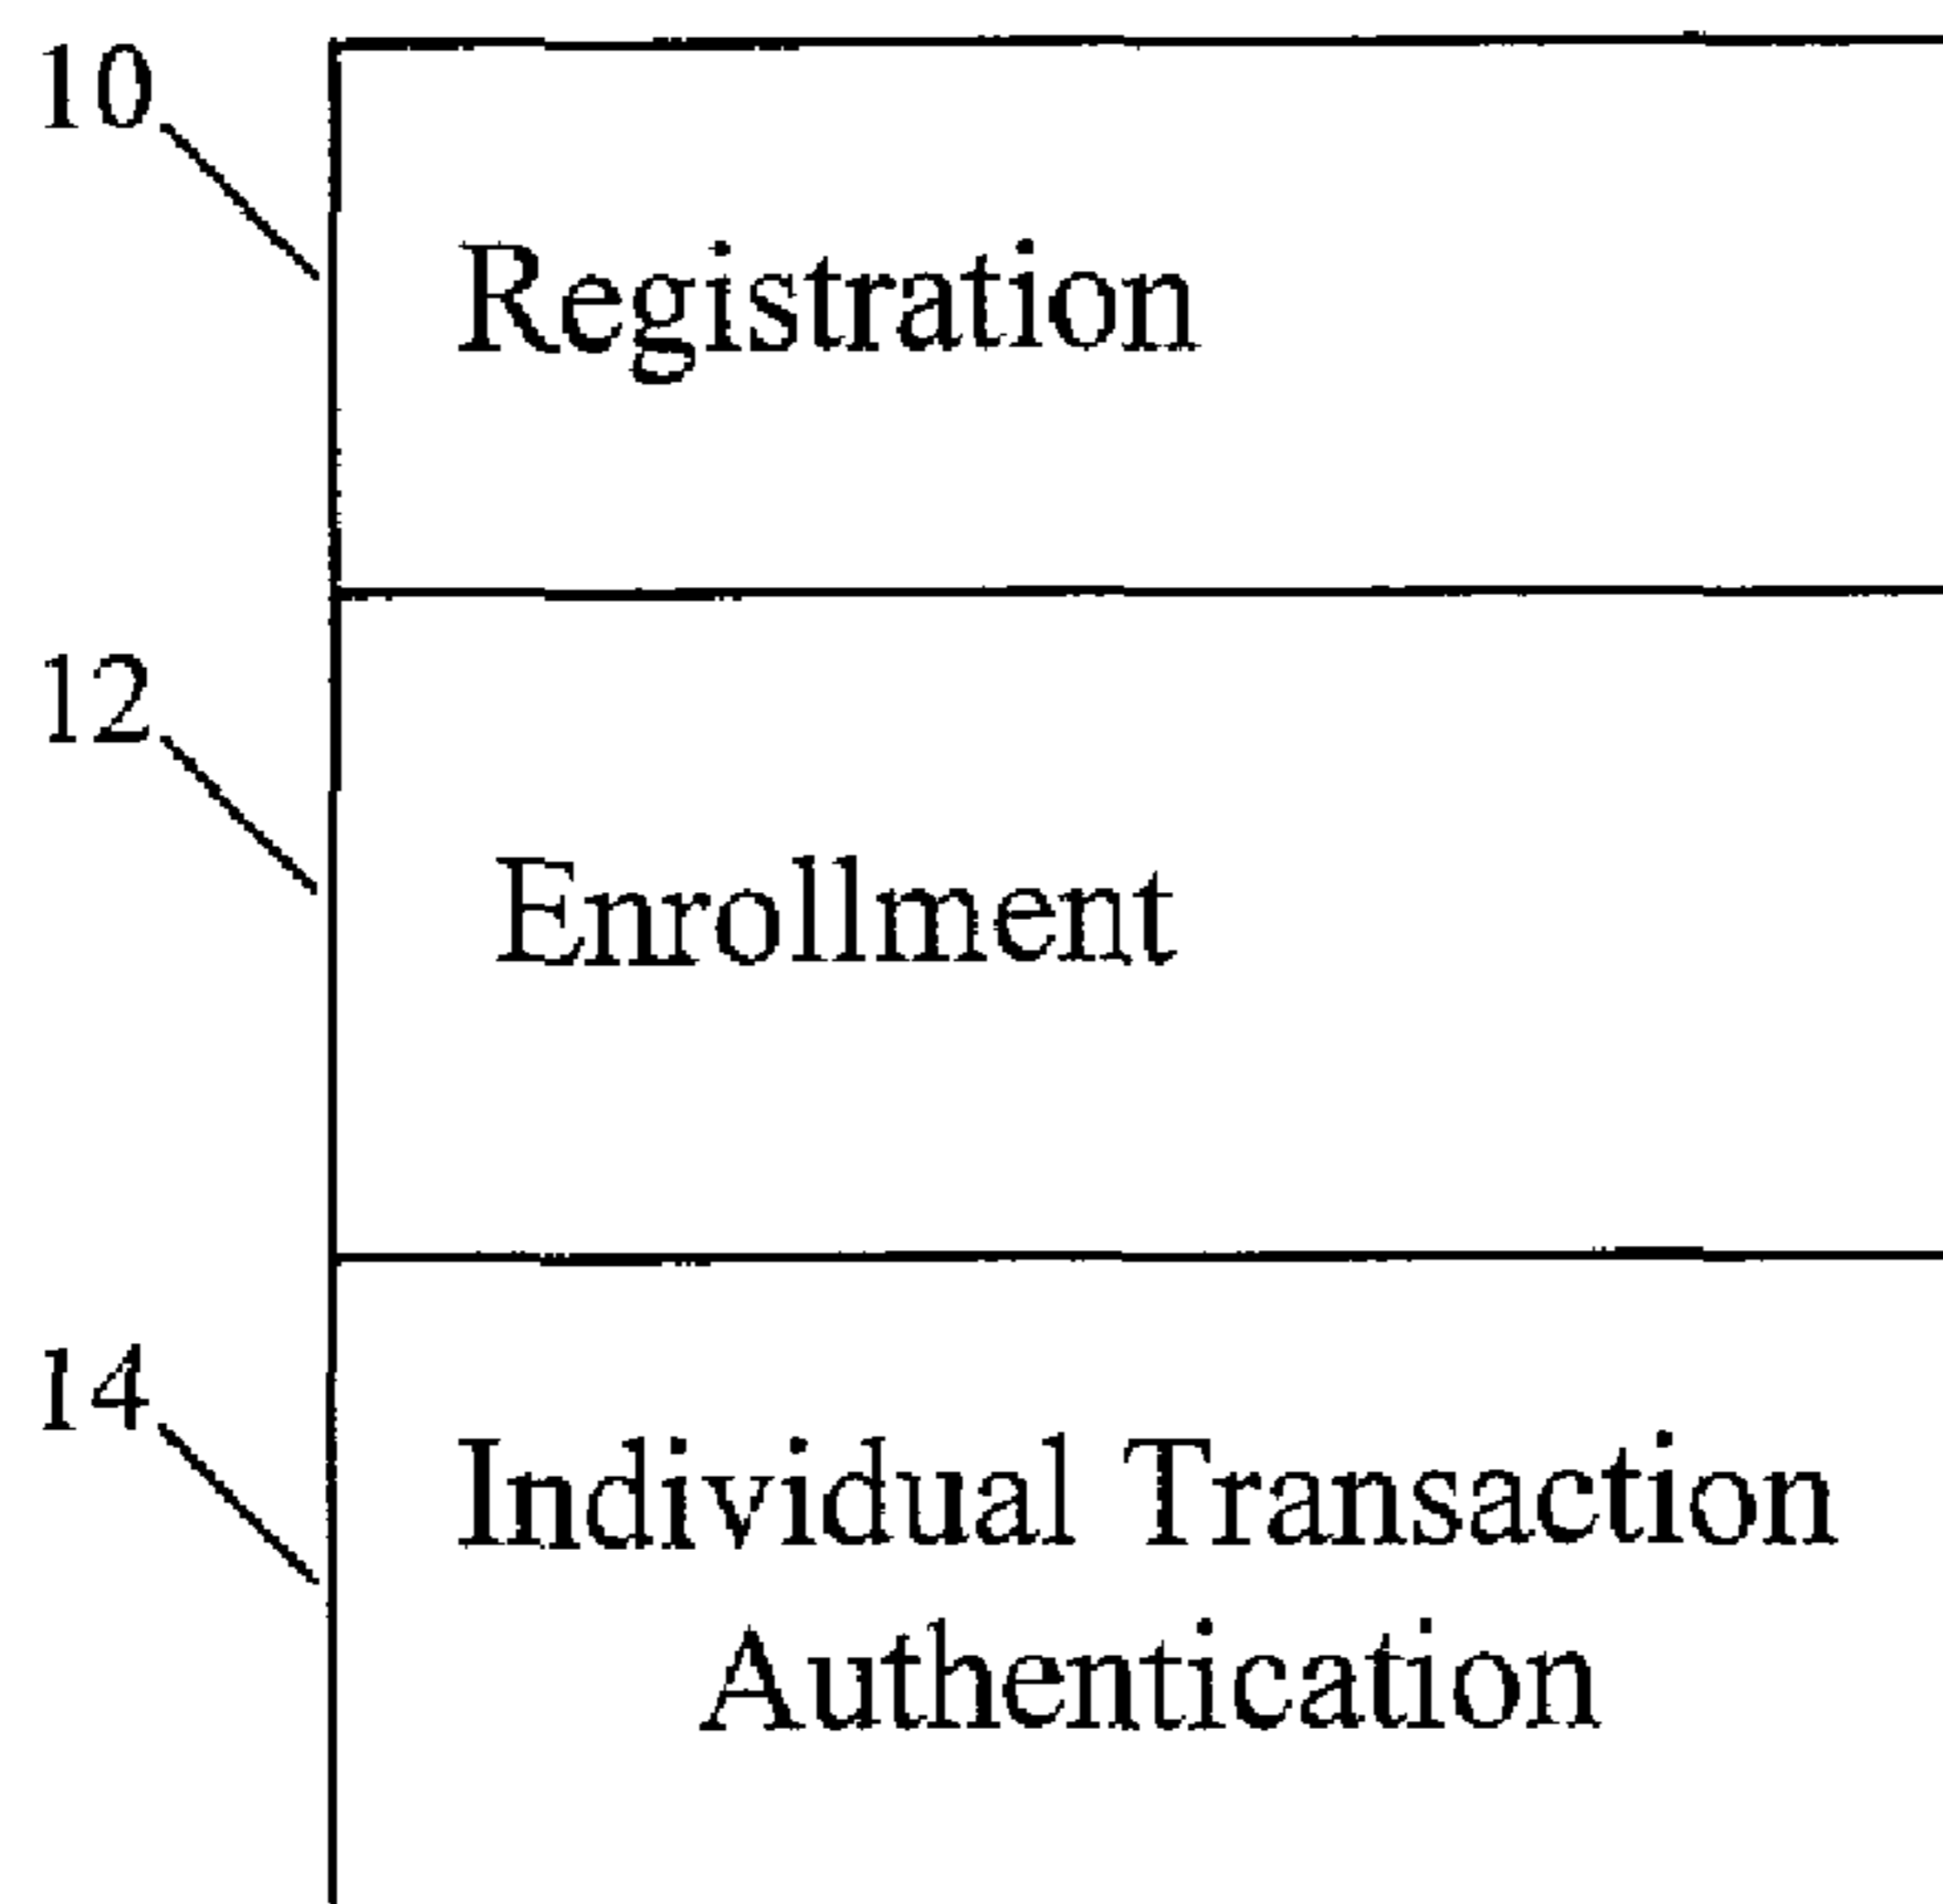 10
Registration
12
Enrollment
14
Individual Transaction
Authentication